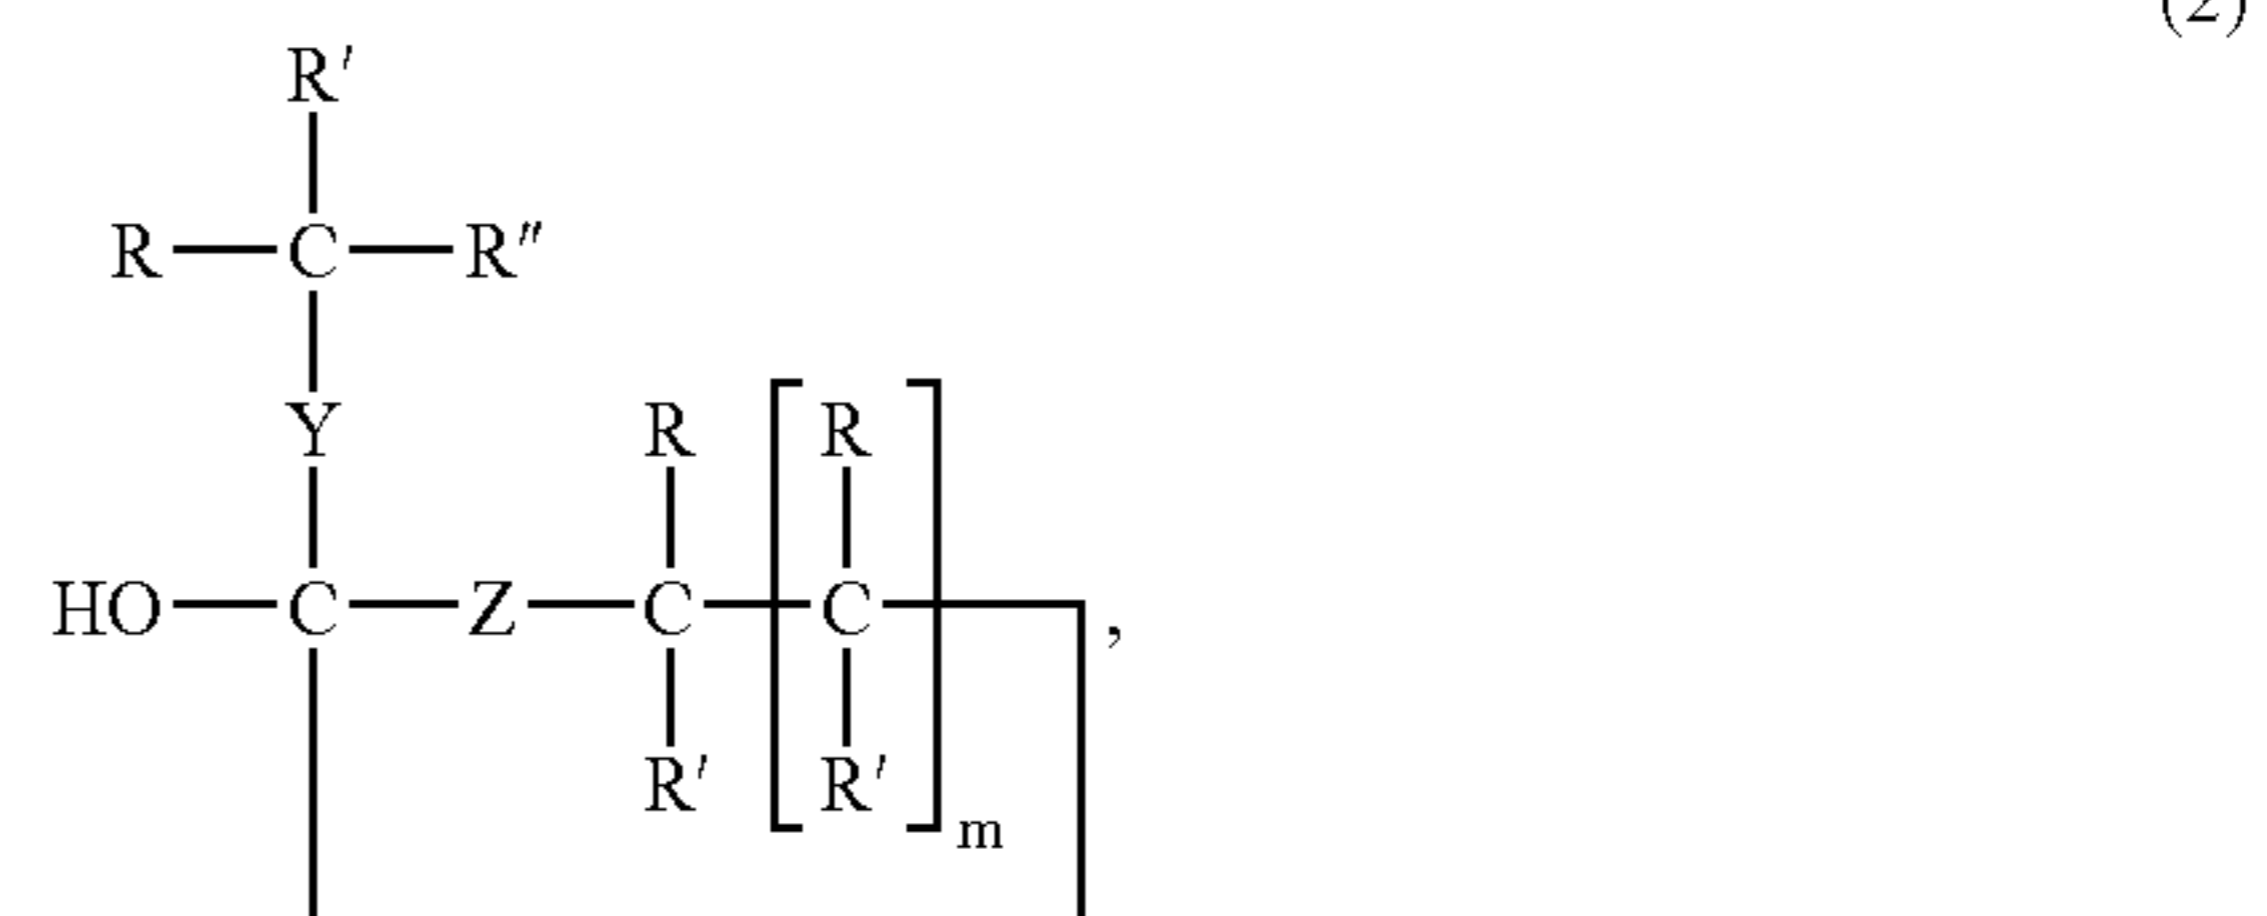 (2)
R′
R—C—R″
Y
R R
HO—C—Z—C—C ,
R′ R′
m